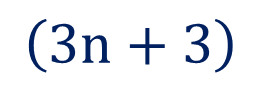 (3n + 3)